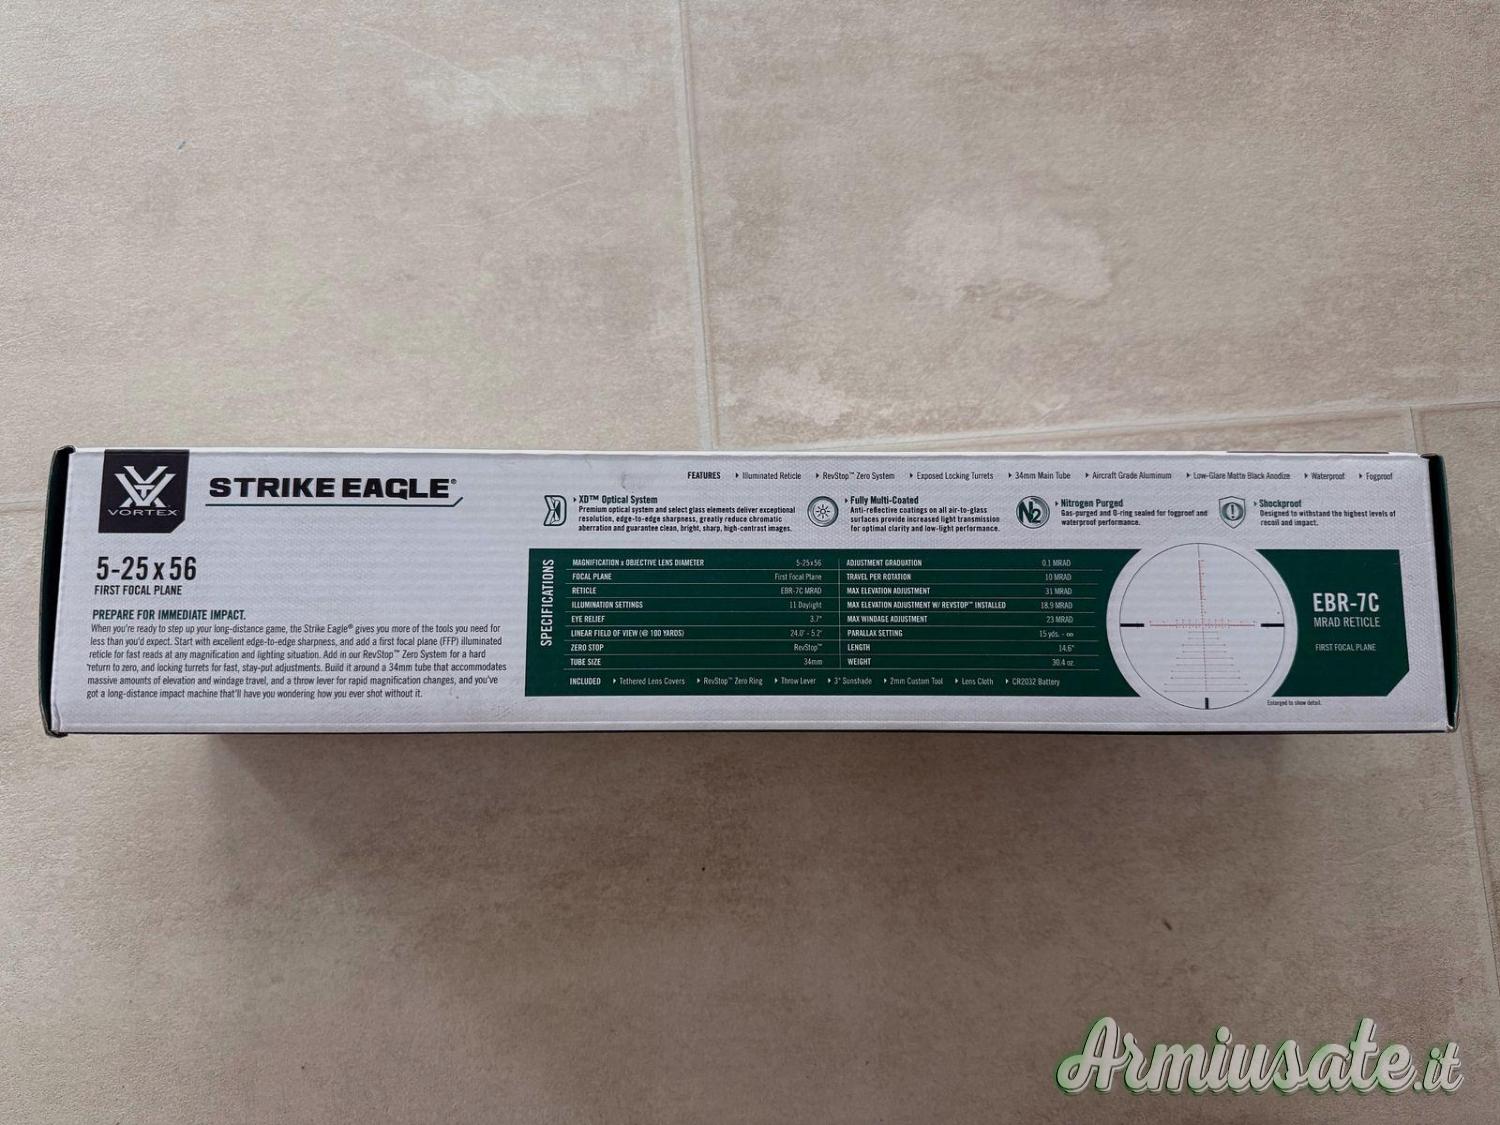 VORTEX
STRIKE EAGLE®
5-25 x 56
FIRST FOCAL PLANE
PREPARE FOR IMMEDIATE IMPACT.
When you're ready to step up your long-distance game, the Strike Eagle® gives you more of the tools you need for
less than you'd expect. Start with excellent edge-to-edge sharpness, and add a first focal plane (FFP) illuminated
reticle for fast reads at any magnification and lighting situation. Add in our RevStop™ Zero System for a hard
return to zero, and locking turrets for fast, stay-put adjustments. Build it around a 34mm tube that accommodates
massive amounts of elevation and windage travel, and a throw lever for rapid magnification changes, and you've
got a long-distance impact machine that'll have you wondering how you ever shot without it.
FEATURES Illuminated Reticle RevStop™ Zero System Exposed Locking Turrets 34mm Main Tube Aircraft Grade Aluminum Low-Glare Matte Black Anodize Waterproof Fogproof
XD™ Optical System
Premium optical system and select glass elements deliver exceptional
resolution, edge-to-edge sharpness, greatly reduce chromatic
aberration and guarantee clean, bright, sharp, high-contrast images.
Fully Multi-Coated
Anti-reflective coatings on all air-to-glass
surfaces provide increased light transmission
for optimal clarity and low-light performance.
N2
Nitrogen Purged
Gas-purged and O-ring sealed for fogproof and
waterproof performance.
Shockproof
Designed to withstand the highest levels of
recoil and impact.
SPECIFICATIONS
MAGNIFICATION x OBJECTIVE LENS DIAMETER 5-25x56
FOCAL PLANE First Focal Plane
RETICLE EBR-7C MRAD
ILLUMINATION SETTINGS 11 Daylight
EYE RELIEF 3.7"
LINEAR FIELD OF VIEW (@ 100 YARDS) 24.0' - 5.2'
ZERO STOP RevStop™
TUBE SIZE 34mm
ADJUSTMENT GRADUATION 0.1 MRAD
TRAVEL PER ROTATION 10 MRAD
MAX ELEVATION ADJUSTMENT 31 MRAD
MAX ELEVATION ADJUSTMENT W/ REVSTOP™ INSTALLED 18.9 MRAD
MAX WINDAGE ADJUSTMENT 23 MRAD
PARALLAX SETTING 15 yds. - ∞
LENGTH 14.6"
WEIGHT 30.4 oz.
INCLUDED Tethered Lens Covers RevStop™ Zero Ring Throw Lever 3" Sunshade 2mm Custom Tool Lens Cloth CR2032 Battery
EBR-7C
MRAD RETICLE
FIRST FOCAL PLANE
Enlarged to show detail.
Armiusate.it